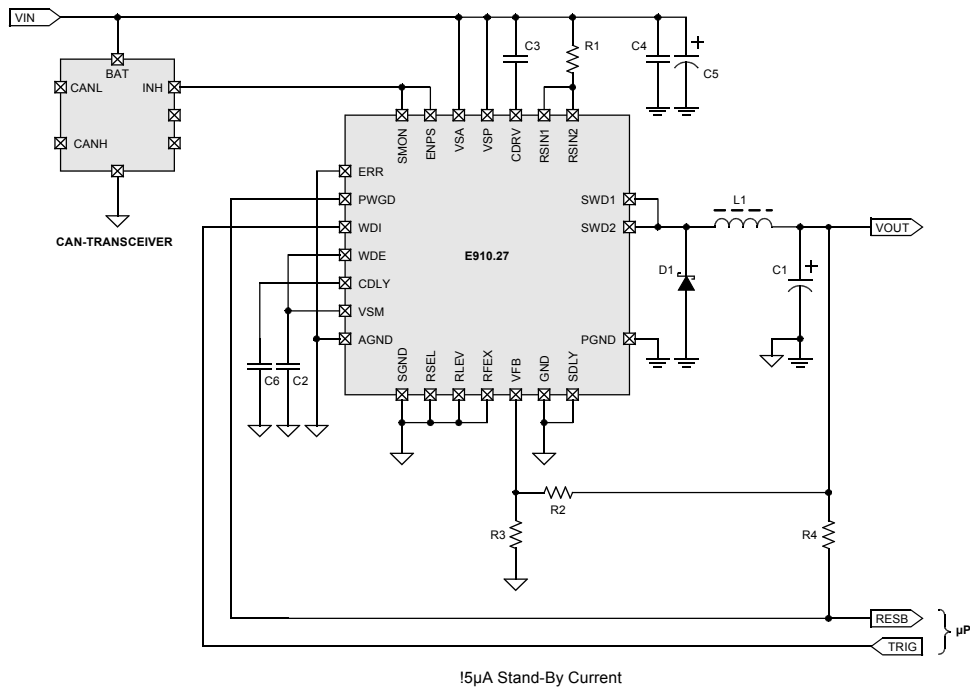 VIN
BAT
CANL
INH
CANH
CAN-TRANSCEIVER
C3
R1
C4
C5
SMON
ENPS
VSA
VSP
CDRV
RSIN1
RSIN2
ERR
PWGD
WDI
WDE
CDLY
VSM
AGND
E910.27
SWD1
SWD2
PGND
SGND
RSEL
RLEV
RFEX
VFB
GND
SDLY
L1
VOUT
D1
C1
C6
C2
R2
R3
R4
RESB
TRIG
µP
!5µA Stand-By Current